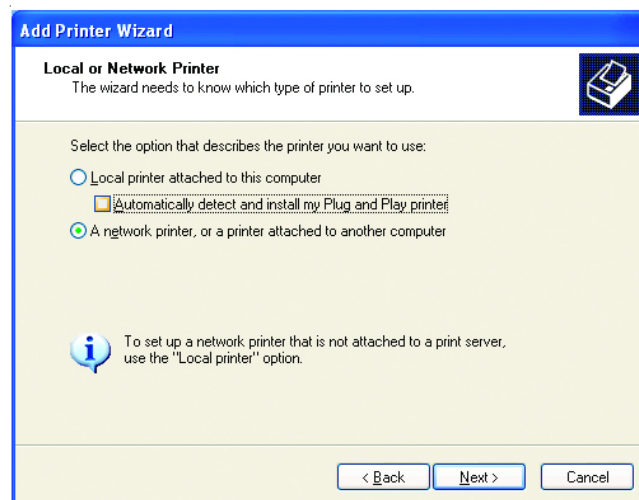 Add Printer Wizard
Local or Network Printer
The wizard needs to know which type of printer to set up.
Select the option that describes the printer you want to use:
Local printer attached to this computer
Automatically detect and install my Plug and Play printer
A network printer, or a printer attached to another computer
To set up a network printer that is not attached to a print server,
use the "Local printer" option.
< Back Next > Cancel